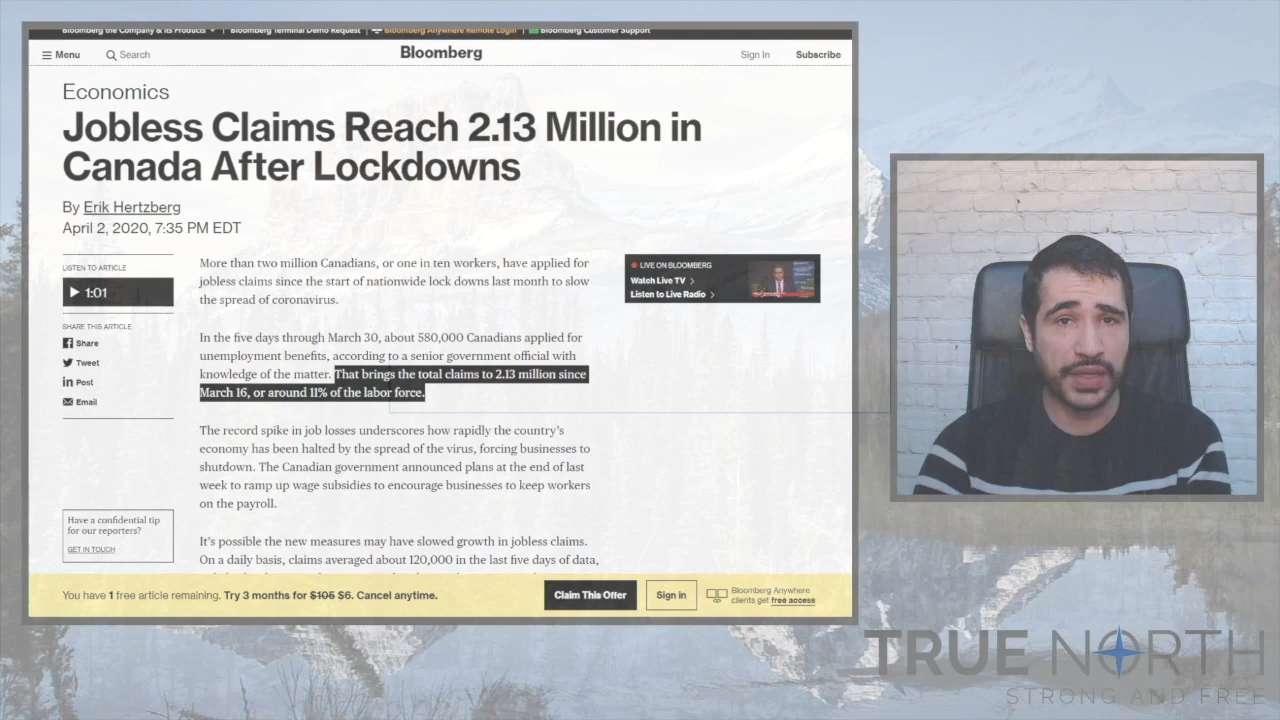 Bloomberg the Company & Its Products | Bloomberg Terminal Demo Request | Bloomberg Anywhere Remote Login | Bloomberg Customer Support
Menu Search Bloomberg Sign In Subscribe
Economics
Jobless Claims Reach 2.13 Million in
Canada After Lockdowns
By Erik Hertzberg
April 2, 2020, 7:35 PM EDT
LISTEN TO ARTICLE
1:01
SHARE THIS ARTICLE
Share
Tweet
Post
Email
Have a confidential tip
for our reporters?
GET IN TOUCH
More than two million Canadians, or one in ten workers, have applied for
jobless claims since the start of nationwide lock downs last month to slow
the spread of coronavirus.
In the five days through March 30, about 580,000 Canadians applied for
unemployment benefits, according to a senior government official with
knowledge of the matter. That brings the total claims to 2.13 million since
March 16, or around 11% of the labor force.
The record spike in job losses underscores how rapidly the country's
economy has been halted by the spread of the virus, forcing businesses to
shutdown. The Canadian government announced plans at the end of last
week to ramp up wage subsidies to encourage businesses to keep workers
on the payroll.
It's possible the new measures may have slowed growth in jobless claims.
On a daily basis, claims averaged about 120,000 in the last five days of data,
LIVE ON BLOOMBERG
Watch Live TV
Listen to Live Radio
You have 1 free article remaining. Try 3 months for $105 $6. Cancel anytime.
Claim This Offer
Sign in
Bloomberg Anywhere
clients get free access
TRUE NORTH
STRONG AND FREE